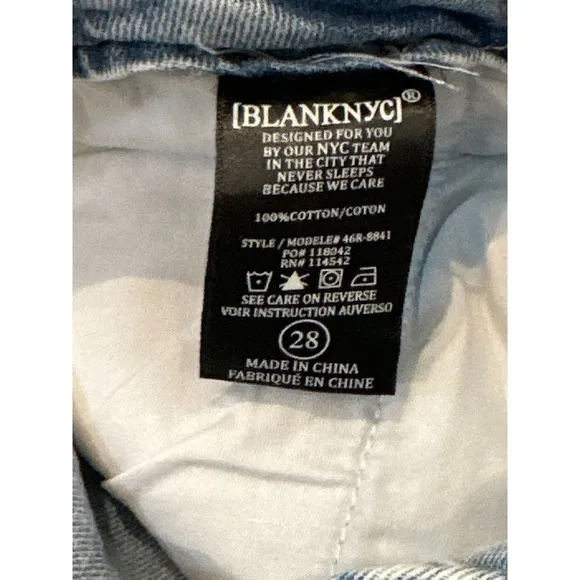 [BLANKNYC]®
DESIGNED FOR YOU
BY OUR NYC TEAM
IN THE CITY THAT
NEVER SLEEPS
BECAUSE WE CARE
100%COTTON/COTON
STYLE / MODELE# 46R-8841
PO# 118042
RN# 114542
SEE CARE ON REVERSE
VOIR INSTRUCTION AUVERSO
28
MADE IN CHINA
FABRIQUÉ EN CHINE